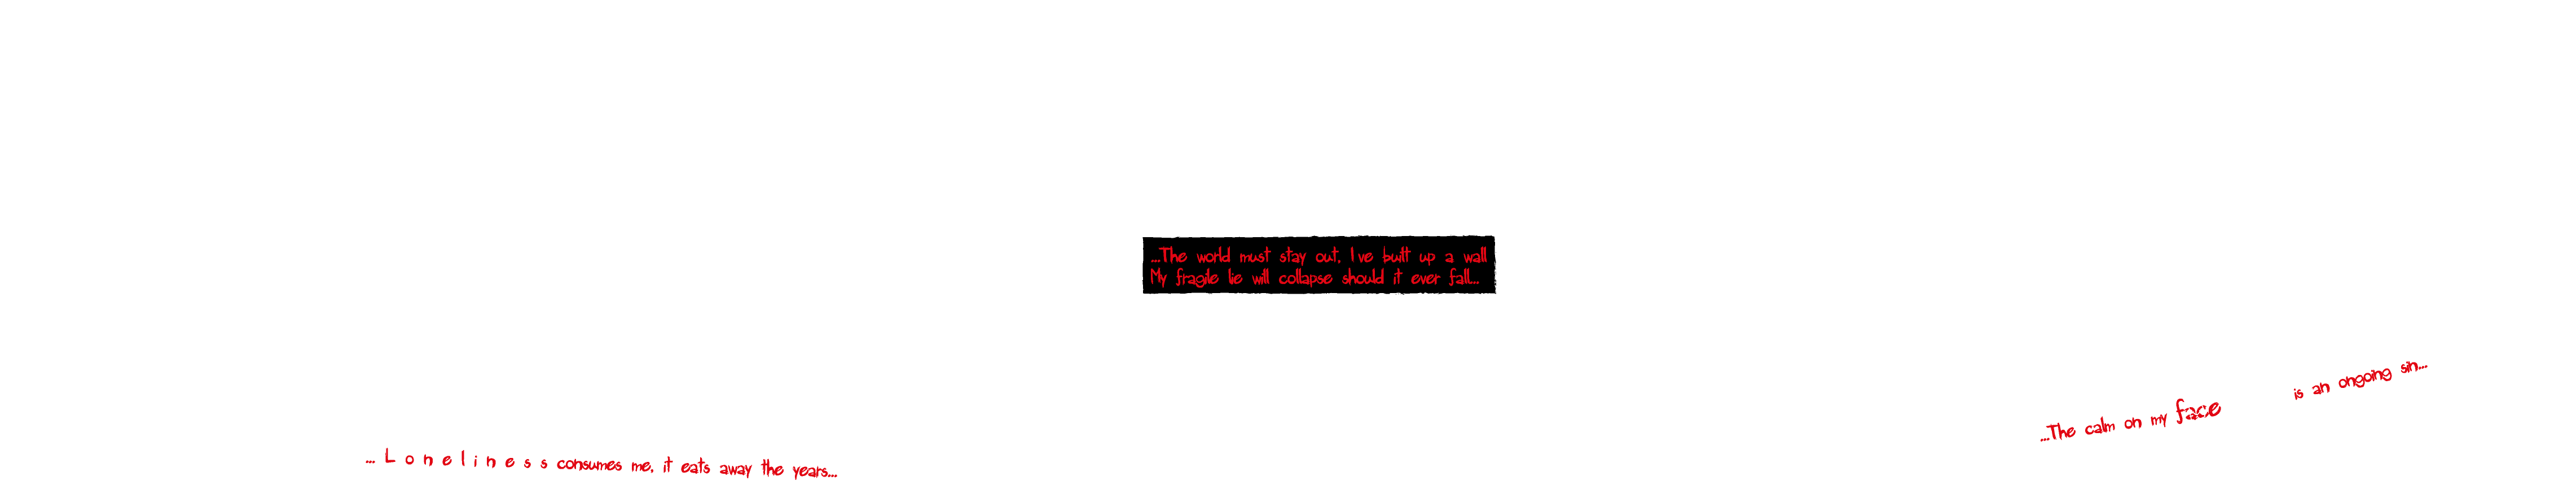 ...The world must stay out, I've built up a wall
My fragile lie will collapse should it ever fall...
... L o n e l i n e s s consumes me, it eats away the years...
...The calm on my face is an ongoing sin...